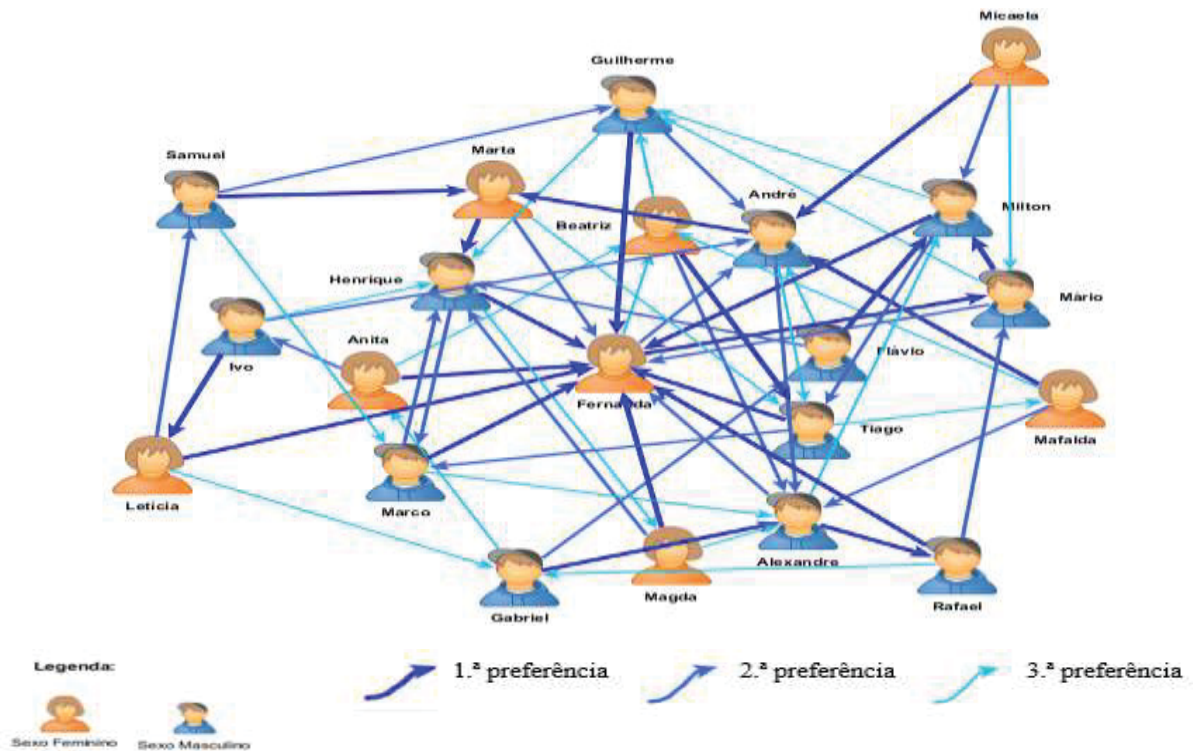 Micaela
Guilherme
Samuel
Marta
André
Milton
Beatriz
Henrique
Mário
Anita
Ivo
Flávio
Fernanda
Tiago
Mafalda
Letícia
Marco
Alexandre
Magda
Rafael
Gabriel
Legenda:
1.ª preferência
2.ª preferência
3.ª preferência
Sexo Feminino
Sexo Masculino